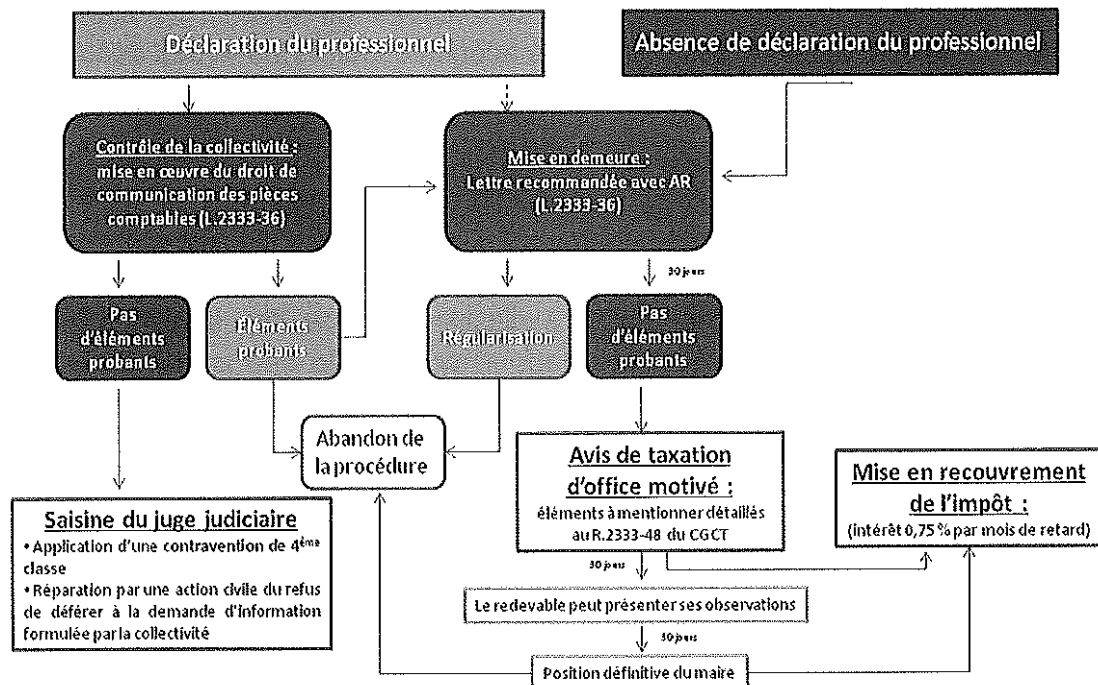 Déclaration du professionnel
Absence de déclaration du professionnel
Contrôle de la collectivité :
mise en œuvre du droit de
communication des pièces
comptables (L.2333-36)
Mise en demeure :
Lettre recommandée avec AR
(L.2333-36)
30 jours
Pas
d'éléments
probants
Éléments
probants
Régularisation
Pas
d'éléments
probants
Abandon de
la procédure
Avis de taxation
d'office motivé :
éléments à mentionner détaillés
au R.2333-48 du CGCT
Mise en recouvrement
de l'impôt :
(intérêt 0,75 % par mois de retard)
Saisine du juge judiciaire
• Application d'une contravention de 4ème
classe
• Réparation par une action civile du refus
de déférer à la demande d'information
formulée par la collectivité
30 jours
Le redevable peut présenter ses observations
30 jours
Position définitive du maire